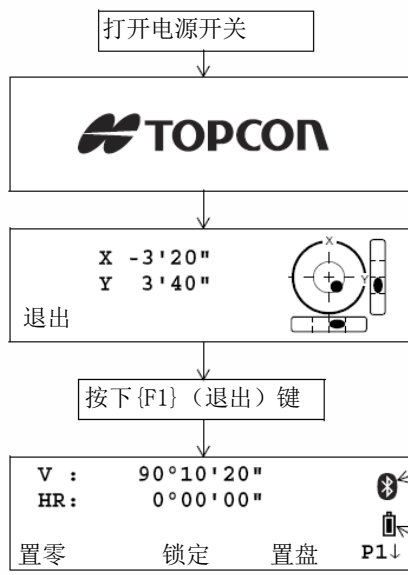 打开电源开关
TOPCON
X -3'20"
Y 3'40"
X
Y
退出
按下{F1}（退出）键
V : 90°10'20"
HR: 0°00'00"
置零 锁定 置盘 P1↓